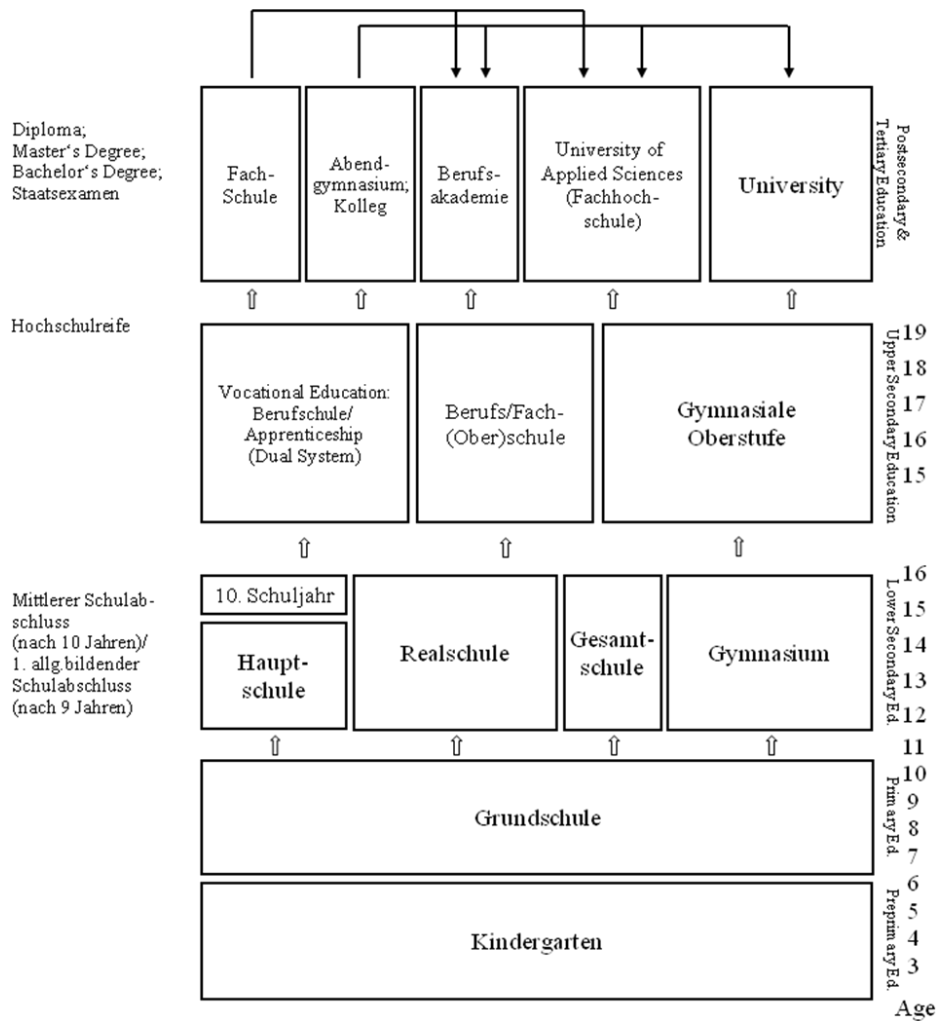 Diploma;
Master's Degree;
Bachelor's Degree;
Staatsexamen
Fach-
Schule
Abend-
gymnasium;
Kolleg
Berufs-
akademie
University of
Applied Sciences
(Fachhoch-
schule)
University
Postsecondary &
Tertiary Education
Hochschulreife
Vocational Education:
Berufschule/
Apprenticeship
(Dual System)
Berufs/Fach-
(Ober)schule
Gymnasiale
Oberstufe
Upper Secondary Education
19
18
17
16
15
Mittlerer Schulab-
schluss
(nach 10 Jahren)/
1. allg.bildender
Schulabschluss
(nach 9 Jahren)
10. Schuljahr
Haupt-
schule
Realschule
Gesamt-
schule
Gymnasium
Lower Secondary Ed.
16
15
14
13
12
11
Grundschule
Primary Ed.
10
9
8
7
Kindergarten
Preprimary Ed.
6
5
4
3
Age